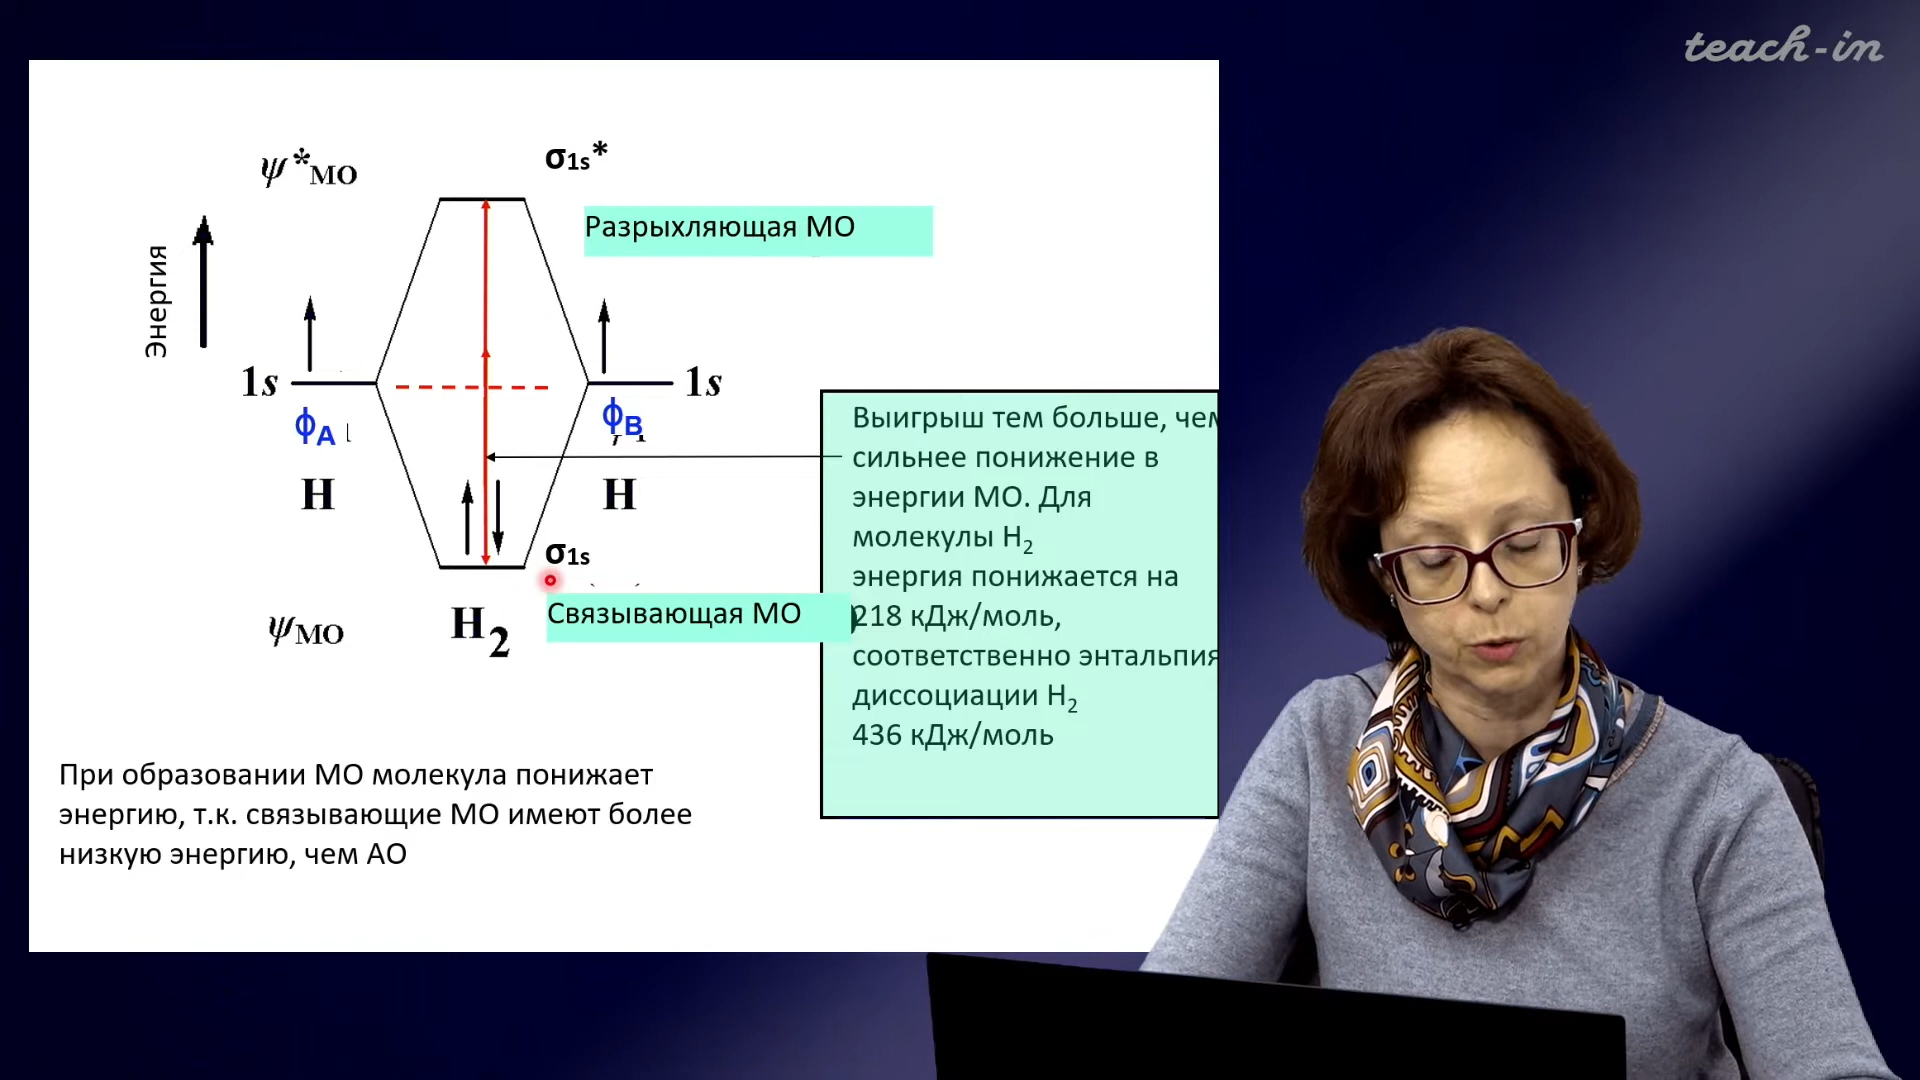 teach-in
ψ*МО
σ1s*
Разрыхляющая МО
Энергия
1s
1s
ϕA
ϕB
H
H
σ1s
Связывающая МО
ψМО
H2
Выигрыш тем больше, чем
сильнее понижение в
энергии МО. Для
молекулы H2
энергия понижается на
218 кДж/моль,
соответственно энтальпия
диссоциации H2
436 кДж/моль
При образовании МО молекула понижает
энергию, т.к. связывающие МО имеют более
низкую энергию, чем АО